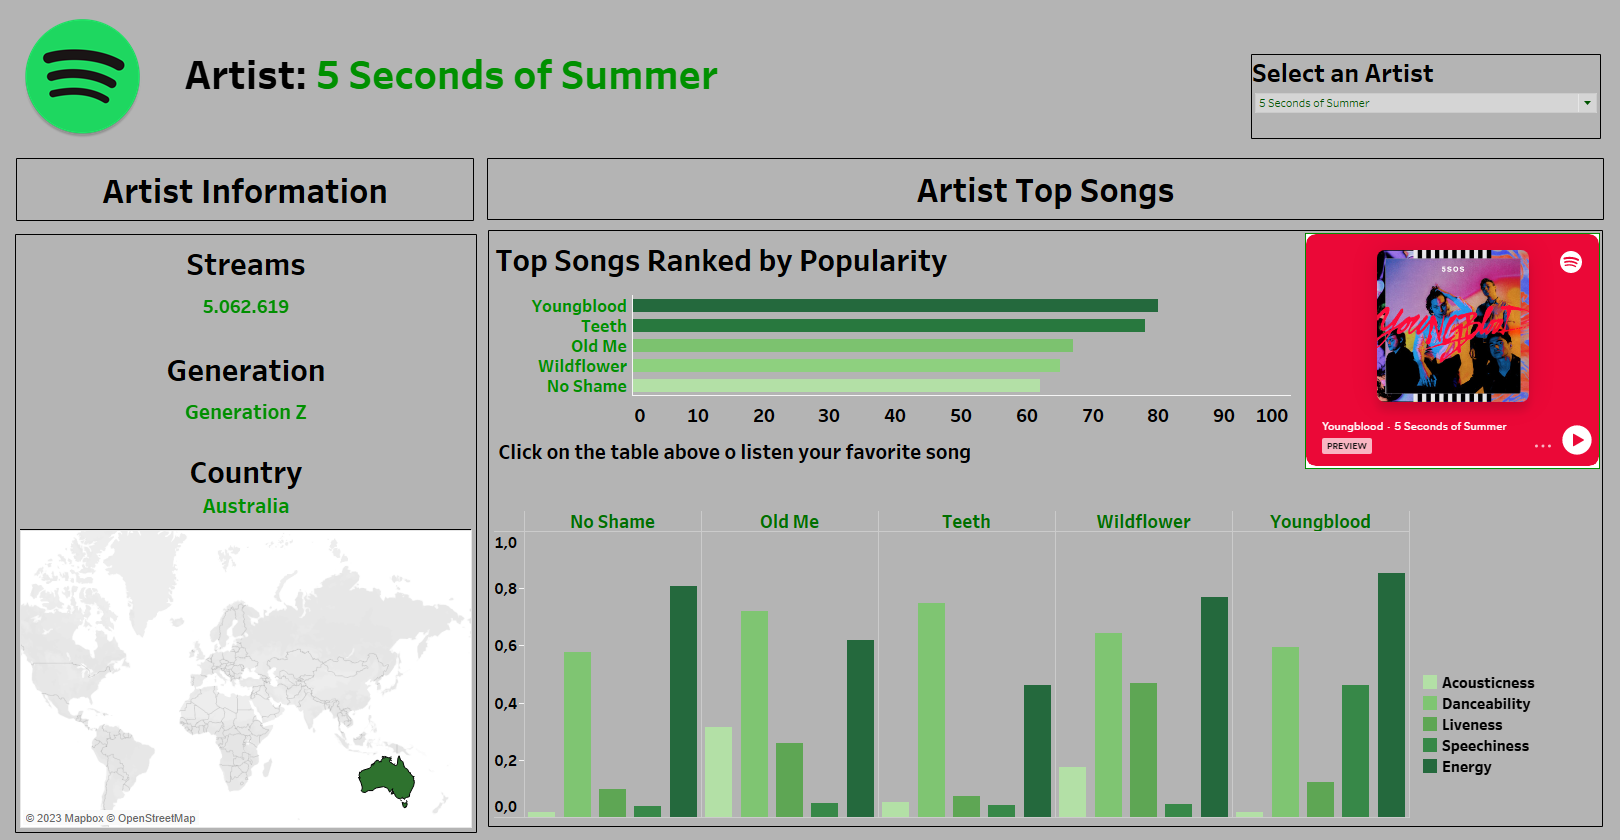 Artist: 5 Seconds of Summer
Select an Artist
5 Seconds of Summer
Artist Information
Artist Top Songs
Streams
5.062.619
Generation
Generation Z
Country
Australia
© 2023 Mapbox © OpenStreetMap
Top Songs Ranked by Popularity
Youngblood
Teeth
Old Me
Wildflower
No Shame
0 10 20 30 40 50 60 70 80 90 100
Click on the table above o listen your favorite song
5SOS
Youngblood
Youngblood - 5 Seconds of Summer
PREVIEW
No Shame Old Me Teeth Wildflower Youngblood
1,0
0,8
0,6
0,4
0,2
0,0
Acousticness
Danceability
Liveness
Speechiness
Energy